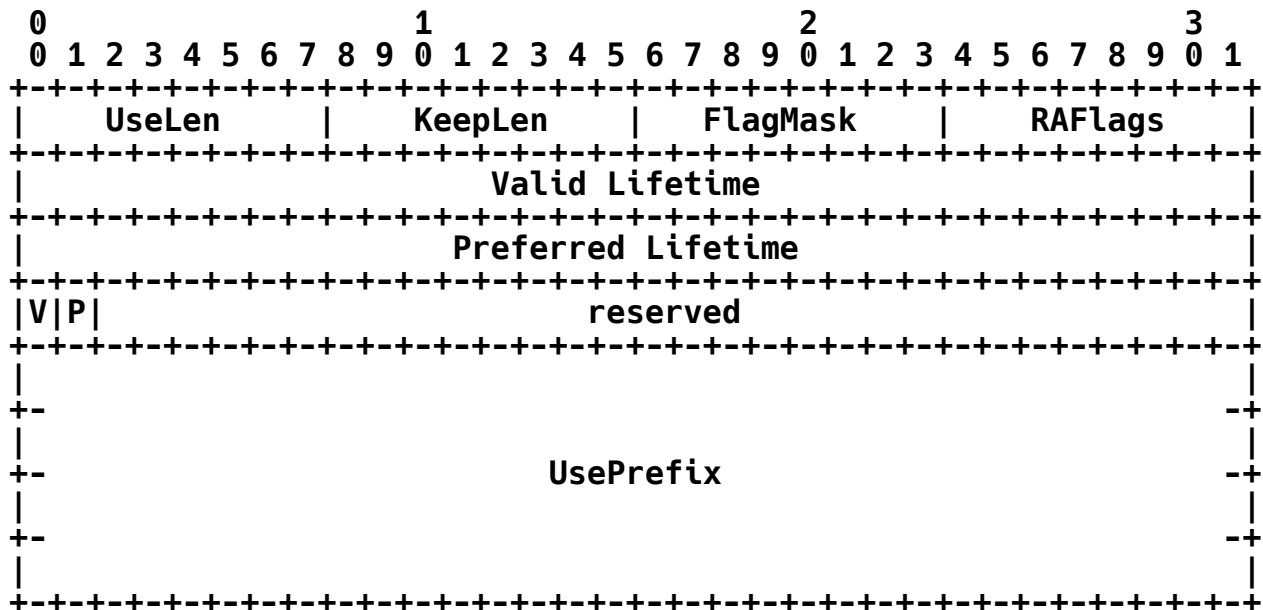 0                   1                   2                   3
 0 1 2 3 4 5 6 7 8 9 0 1 2 3 4 5 6 7 8 9 0 1 2 3 4 5 6 7 8 9 0 1
+-+-+-+-+-+-+-+-+-+-+-+-+-+-+-+-+-+-+-+-+-+-+-+-+-+-+-+-+-+-+-+-+
|    UseLen     |    KeepLen    |   FlagMask    |    RAFlags    |
+-+-+-+-+-+-+-+-+-+-+-+-+-+-+-+-+-+-+-+-+-+-+-+-+-+-+-+-+-+-+-+-+
|                        Valid Lifetime                         |
+-+-+-+-+-+-+-+-+-+-+-+-+-+-+-+-+-+-+-+-+-+-+-+-+-+-+-+-+-+-+-+-+
|                      Preferred Lifetime                       |
+-+-+-+-+-+-+-+-+-+-+-+-+-+-+-+-+-+-+-+-+-+-+-+-+-+-+-+-+-+-+-+-+
|V|P|                         reserved                          |
+-+-+-+-+-+-+-+-+-+-+-+-+-+-+-+-+-+-+-+-+-+-+-+-+-+-+-+-+-+-+-+-+
|                                                               |
+-                                                             -+
|                                                               |
+-                          UsePrefix                          -+
|                                                               |
+-                                                             -+
|                                                               |
+-+-+-+-+-+-+-+-+-+-+-+-+-+-+-+-+-+-+-+-+-+-+-+-+-+-+-+-+-+-+-+-+